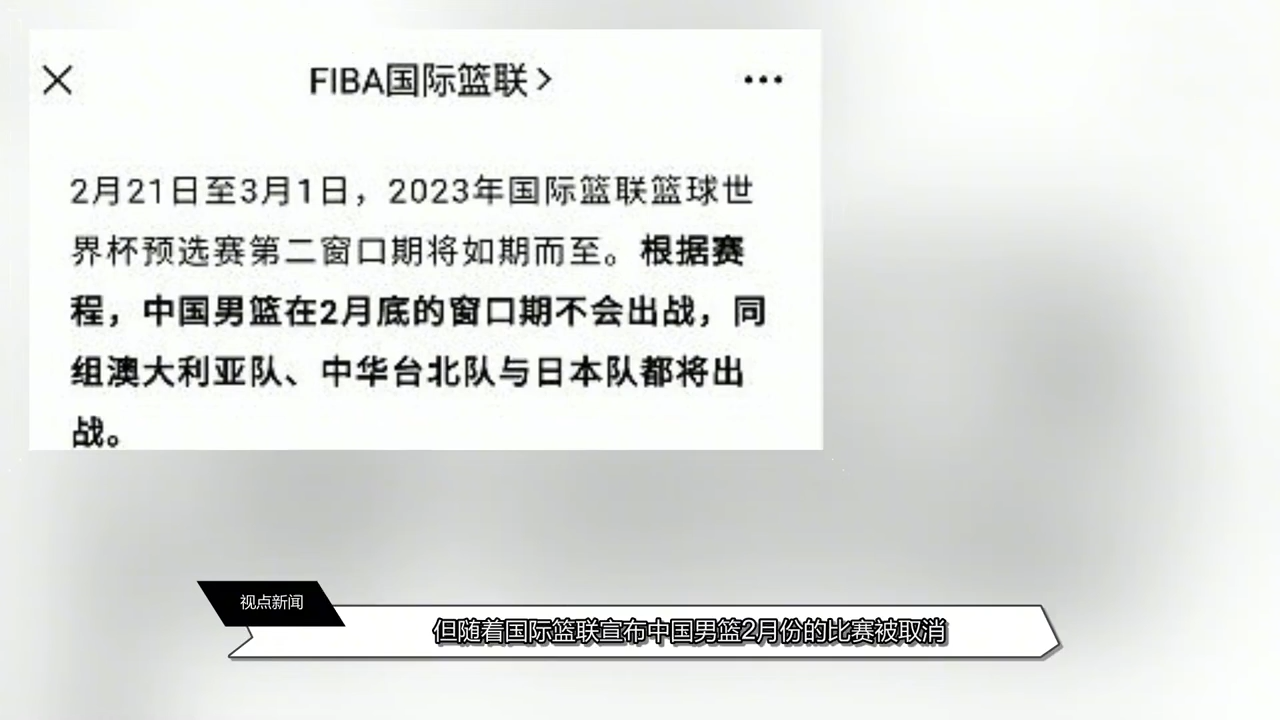 FIBA国际篮联
2月21日至3月1日，2023年国际篮联篮球世
界杯预选赛第二窗口期将如期而至。根据赛
程，中国男篮在2月底的窗口期不会出战，同
组澳大利亚队、中华台北队与日本队都将出
战。
视点新闻
但随着国际篮联宣布中国男篮2月份的比赛被取消